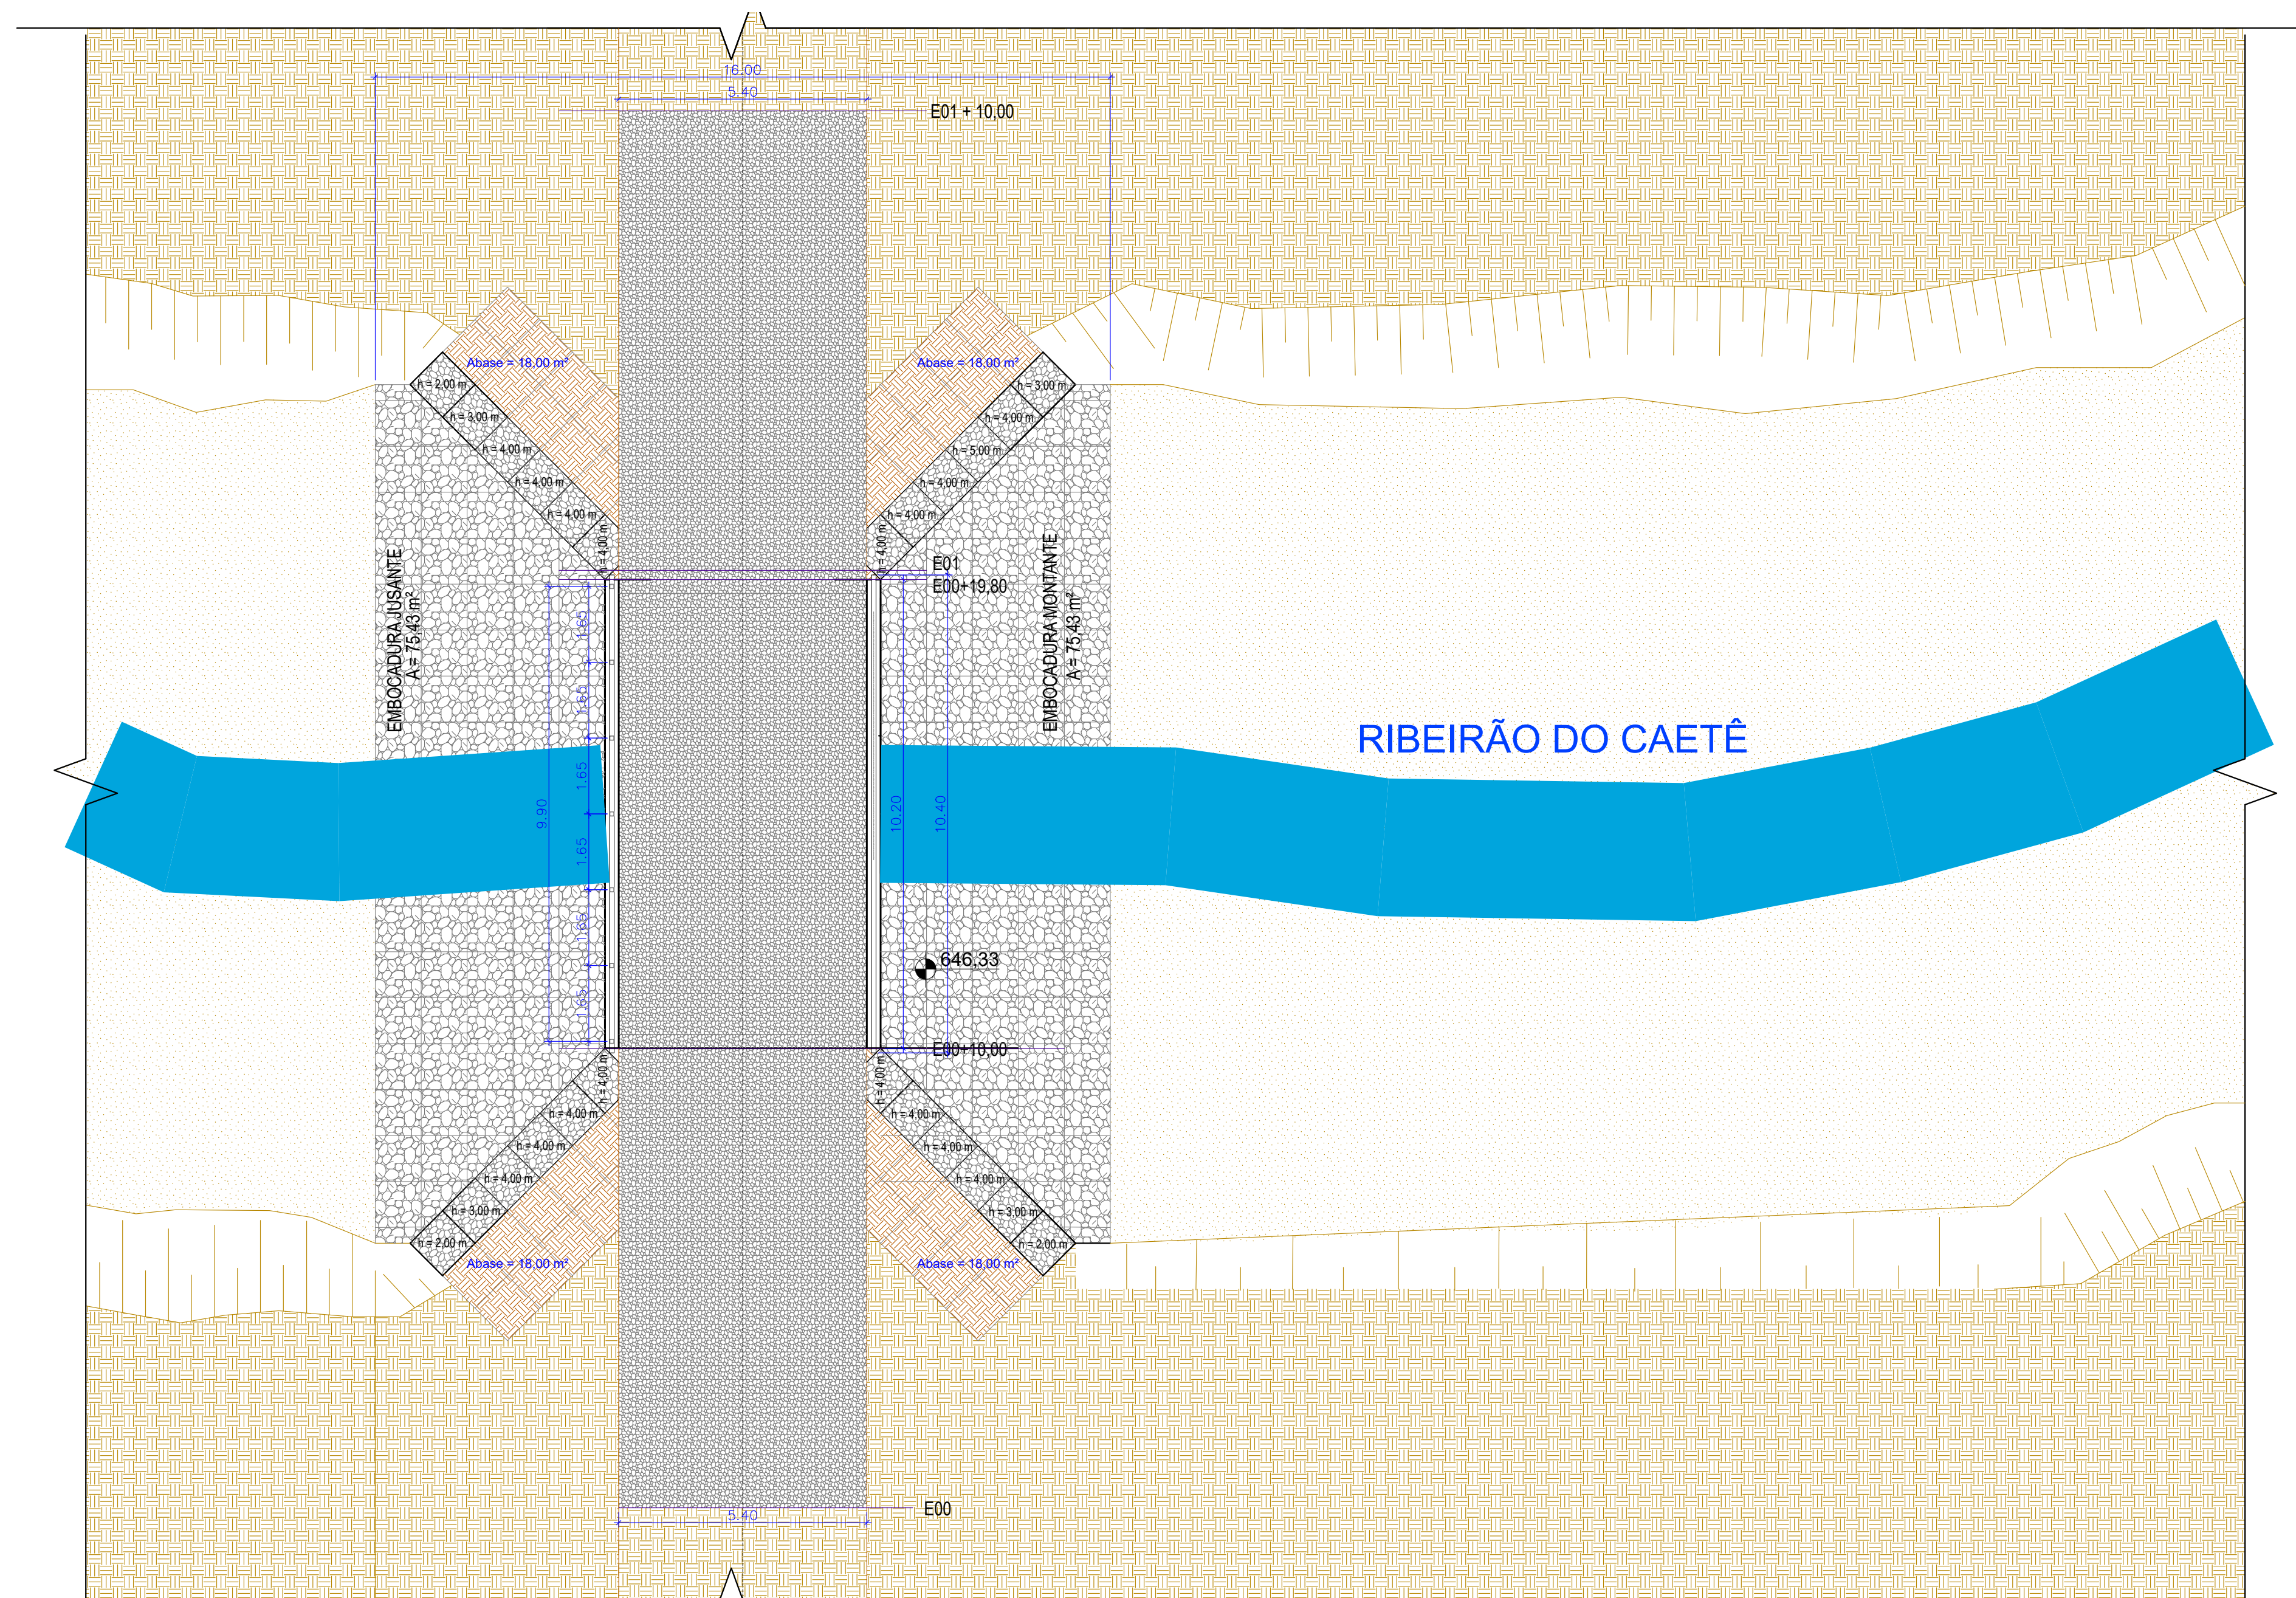 16.00
5.40
E01 + 10,00
Abase = 18,00 m²
Abase = 18,00 m²
h = 2,00 m
h = 3,00 m
h = 4,00 m
h = 4,00 m
h = 4,00 m
h = 4,00 m
h = 3,00 m
h = 4,00 m
h = 5,00 m
h = 4,00 m
h = 4,00 m
h = 4,00 m
E01
E00+19,80
EMBOCADURA JUSANTE
A = 75,43 m²
EMBOCADURA MONTANTE
A = 75,43 m²
1.65
1.65
1.65
1.65
1.65
1.65
9.90
10.20
10.40
RIBEIRÃO DO CAETÊ
646,33
E00+10,00
h = 4,00 m
h = 4,00 m
h = 4,00 m
h = 4,00 m
h = 3,00 m
h = 2,00 m
h = 4,00 m
h = 4,00 m
h = 4,00 m
h = 4,00 m
h = 3,00 m
h = 2,00 m
Abase = 18,00 m²
Abase = 18,00 m²
E00
5.40